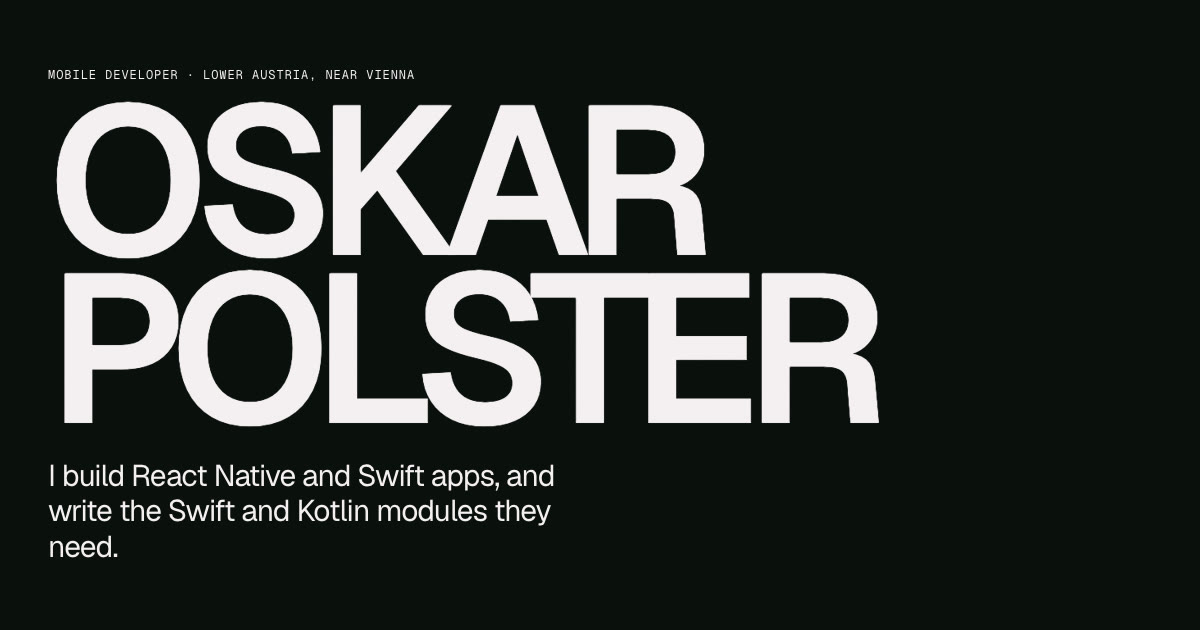 MOBILE DEVELOPER · LOWER AUSTRIA, NEAR VIENNA
OSKAR
POLSTER
I build React Native and Swift apps, and
write the Swift and Kotlin modules they
need.